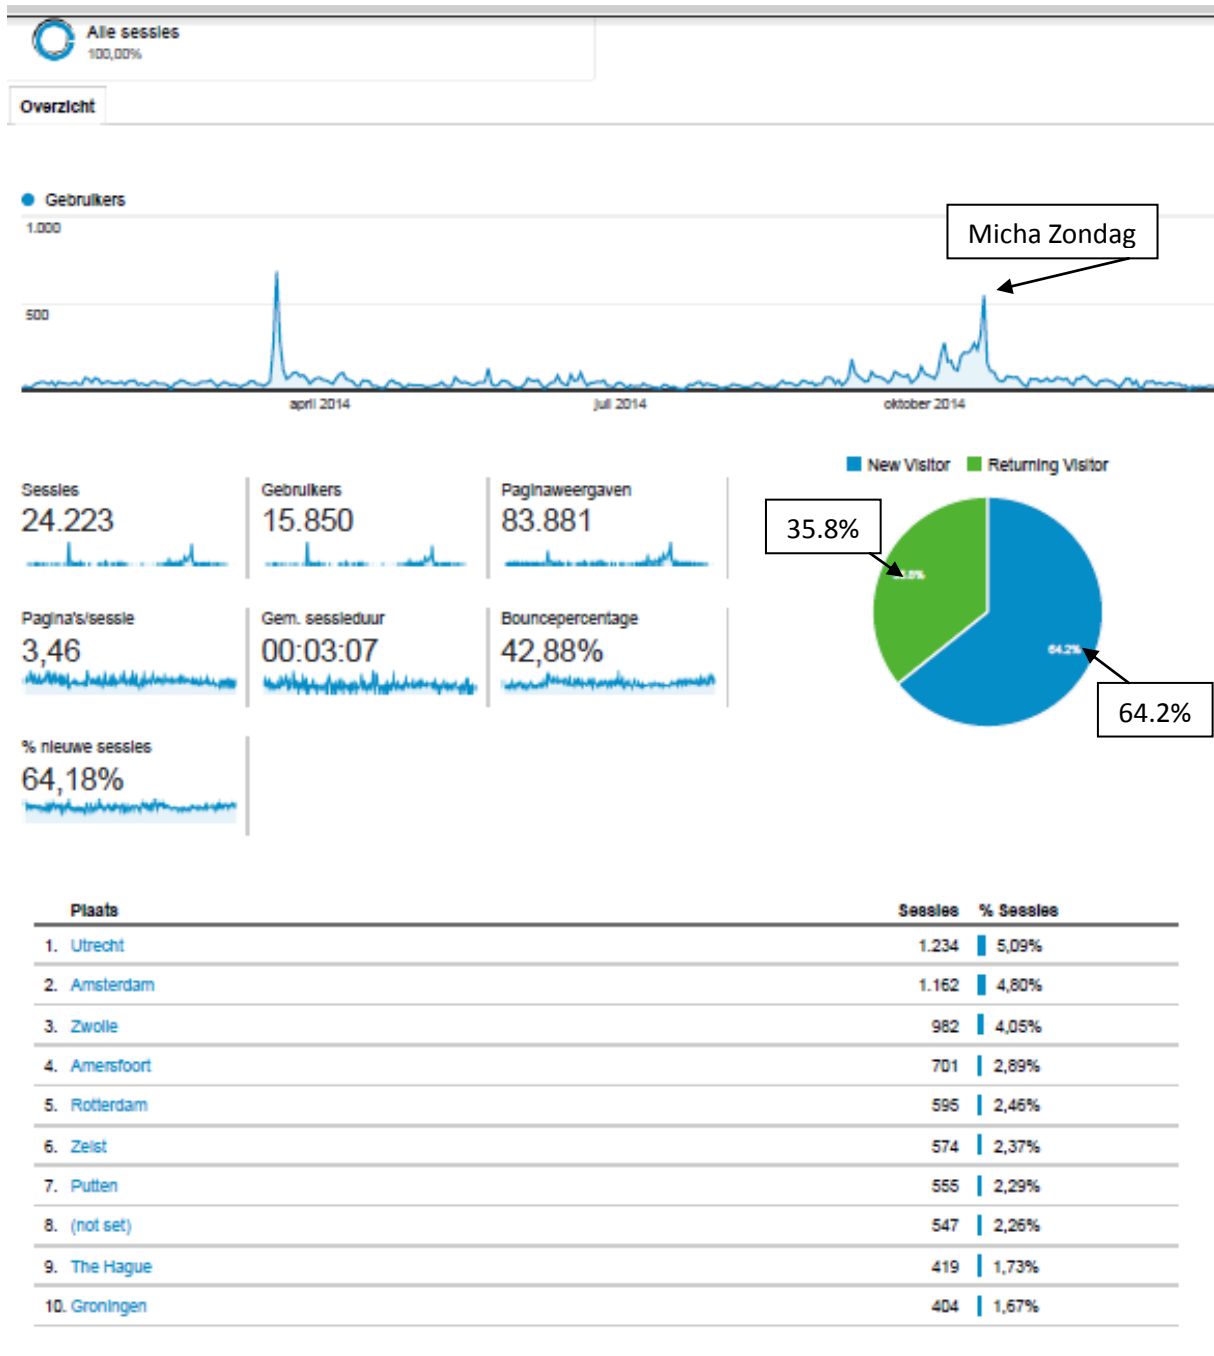 Alle sessies
100,00%
Overzicht
Gebruikers
1.000
Micha Zondag
500
april 2014
juli 2014
oktober 2014
New Visitor Returning Visitor
Sessies
24.223
Gebruikers
15.850
Paginaweergaven
83.881
35.8%
35.8%
64.2%
64.2%
Pagina's/sessie
3,46
Gem. sessieduur
00:03:07
Bouncepercentage
42,88%
% nieuwe sessies
64,18%
Plaats Sessies % Sessies
1. Utrecht 1.234 5,09%
2. Amsterdam 1.162 4,80%
3. Zwolle 982 4,05%
4. Amersfoort 701 2,89%
5. Rotterdam 595 2,46%
6. Zeist 574 2,37%
7. Putten 555 2,29%
8. (not set) 547 2,26%
9. The Hague 419 1,73%
10. Groningen 404 1,67%